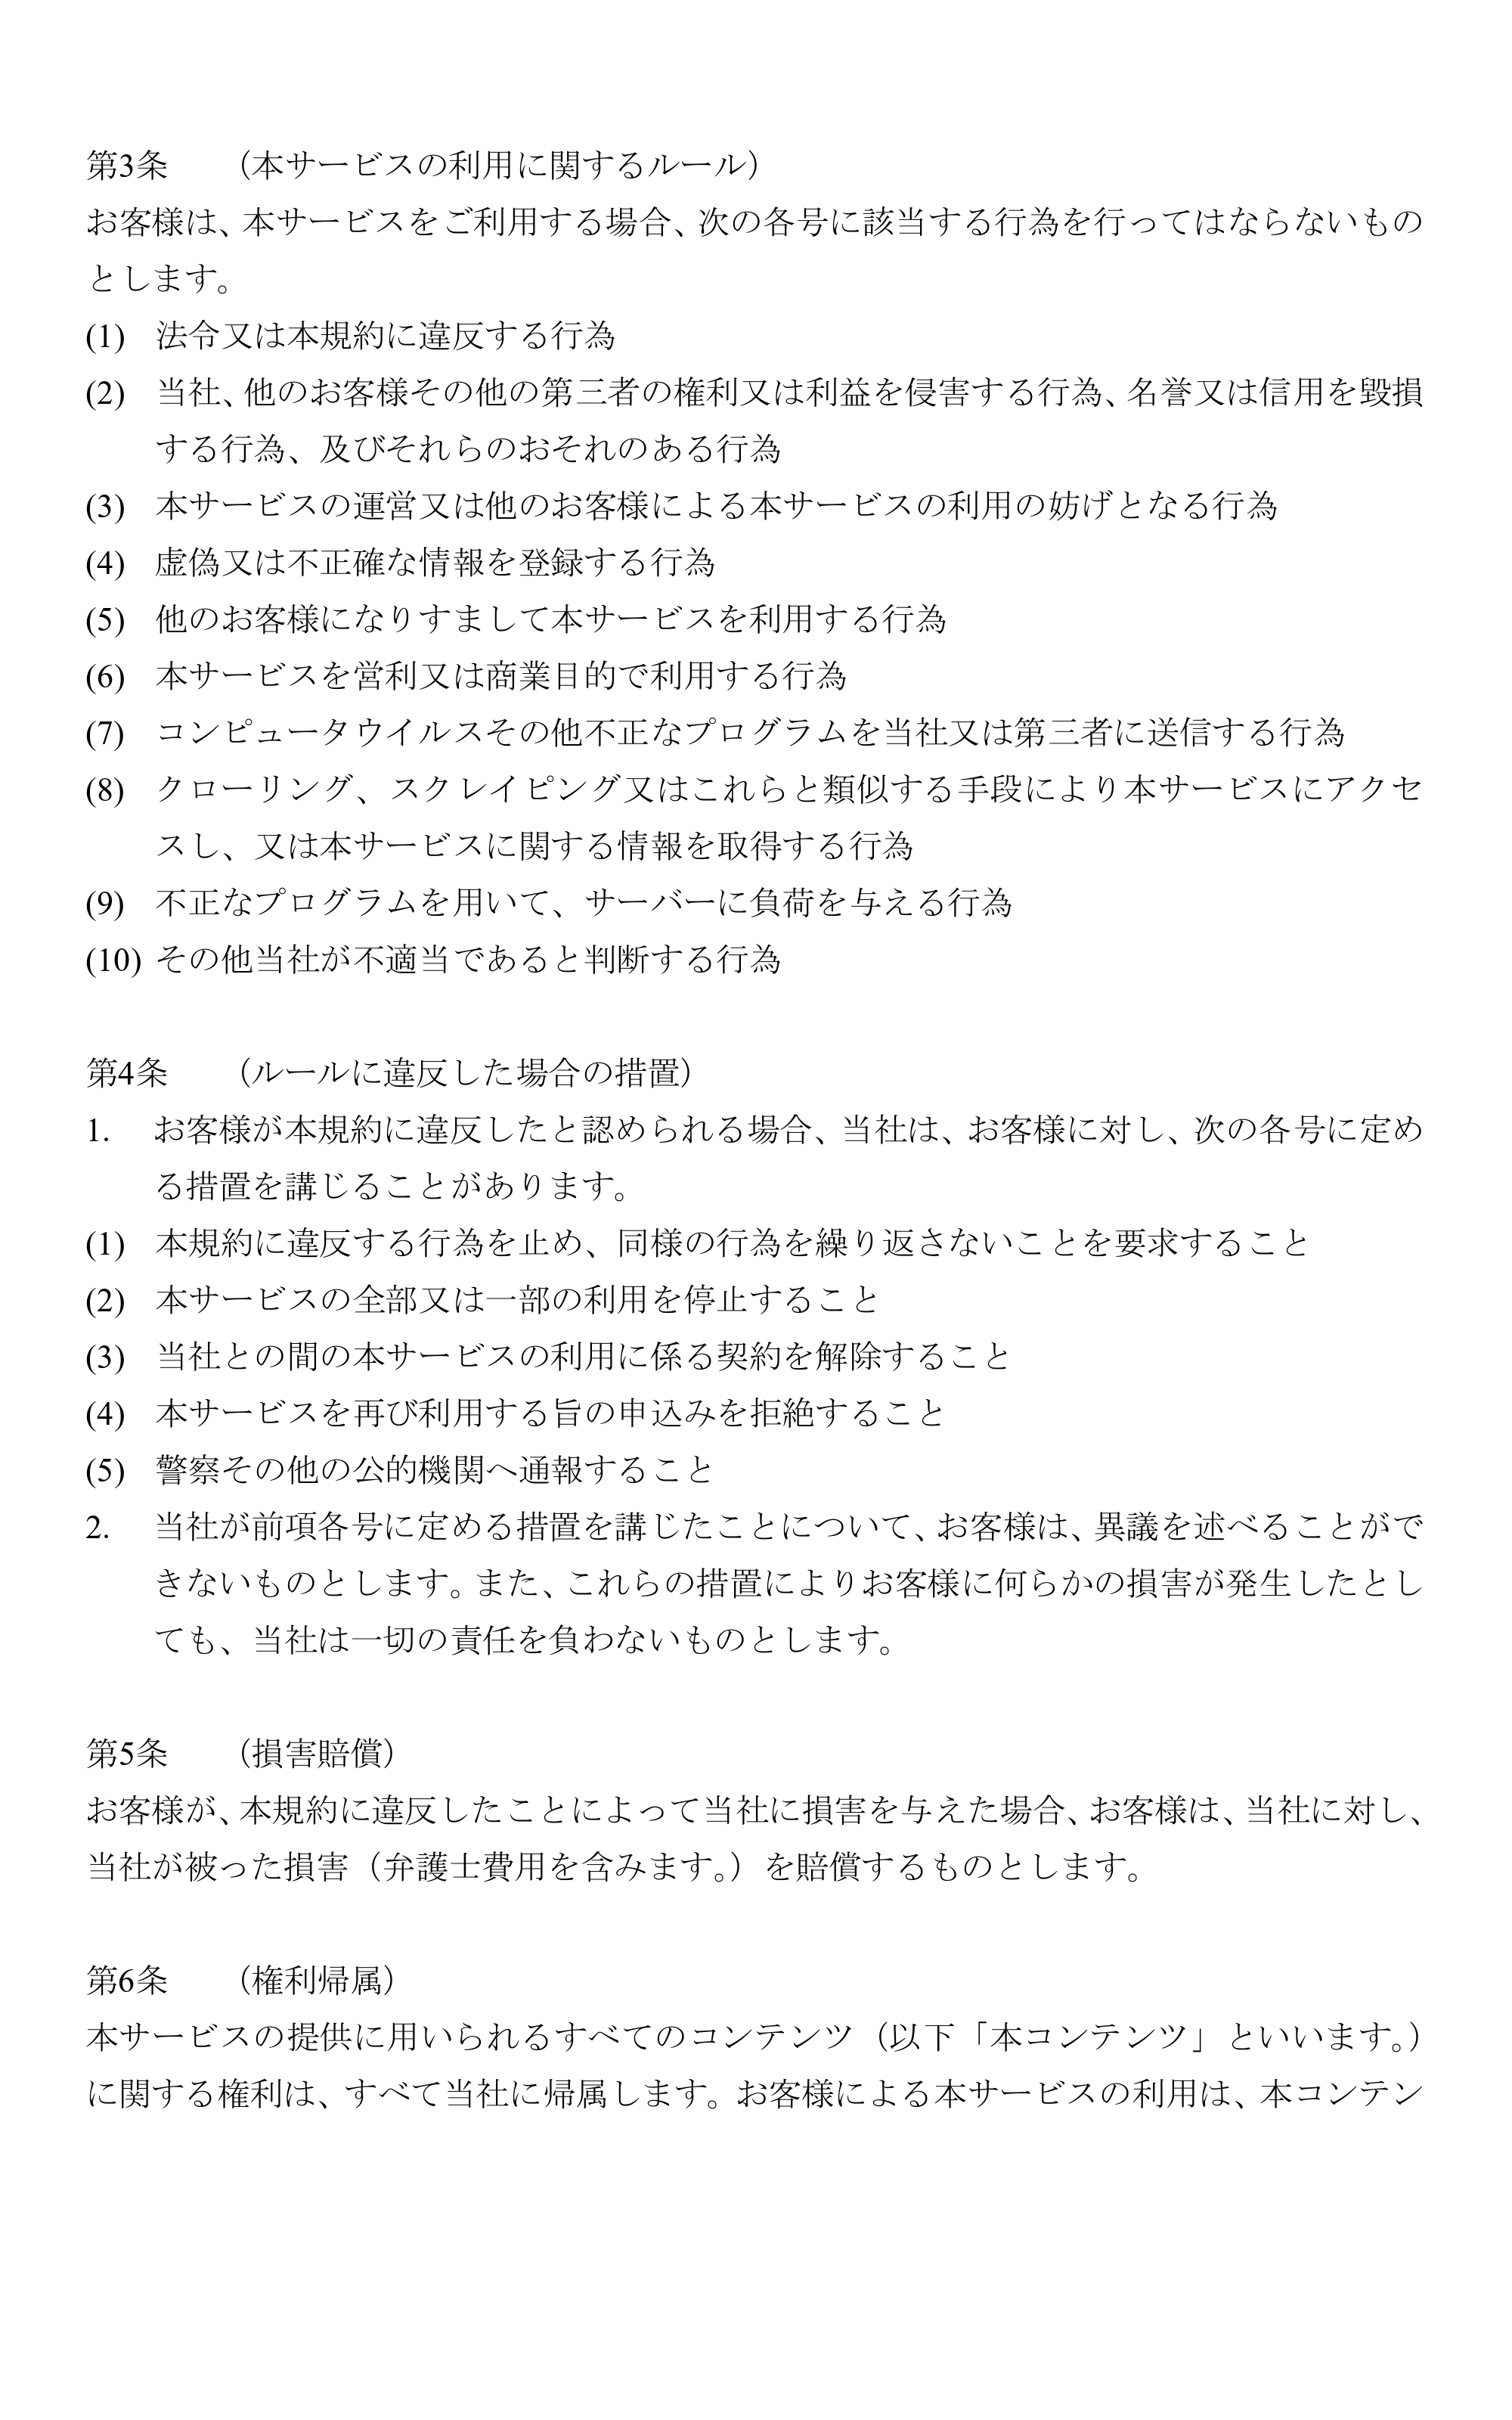 第3条　　（本サービスの利用に関するルール）
お客様は、本サービスをご利用する場合、次の各号に該当する行為を行ってはならないもの
とします。
(1) 法令又は本規約に違反する行為
(2) 当社、他のお客様その他の第三者の権利又は利益を侵害する行為、名誉又は信用を毀損
する行為、及びそれらのおそれのある行為
(3) 本サービスの運営又は他のお客様による本サービスの利用の妨げとなる行為
(4) 虚偽又は不正確な情報を登録する行為
(5) 他のお客様になりすまして本サービスを利用する行為
(6) 本サービスを営利又は商業目的で利用する行為
(7) コンピュータウイルスその他不正なプログラムを当社又は第三者に送信する行為
(8) クローリング、スクレイピング又はこれらと類似する手段により本サービスにアクセ
スし、又は本サービスに関する情報を取得する行為
(9) 不正なプログラムを用いて、サーバーに負荷を与える行為
(10) その他当社が不適当であると判断する行為
第4条　　（ルールに違反した場合の措置）
1. お客様が本規約に違反したと認められる場合、当社は、お客様に対し、次の各号に定め
る措置を講じることがあります。
(1) 本規約に違反する行為を止め、同様の行為を繰り返さないことを要求すること
(2) 本サービスの全部又は一部の利用を停止すること
(3) 当社との間の本サービスの利用に係る契約を解除すること
(4) 本サービスを再び利用する旨の申込みを拒絶すること
(5) 警察その他の公的機関へ通報すること
2. 当社が前項各号に定める措置を講じたことについて、お客様は、異議を述べることがで
きないものとします。また、これらの措置によりお客様に何らかの損害が発生したとし
ても、当社は一切の責任を負わないものとします。
第5条　　（損害賠償）
お客様が、本規約に違反したことによって当社に損害を与えた場合、お客様は、当社に対し、
当社が被った損害（弁護士費用を含みます。）を賠償するものとします。
第6条　　（権利帰属）
本サービスの提供に用いられるすべてのコンテンツ（以下「本コンテンツ」といいます。）
に関する権利は、すべて当社に帰属します。お客様による本サービスの利用は、本コンテン